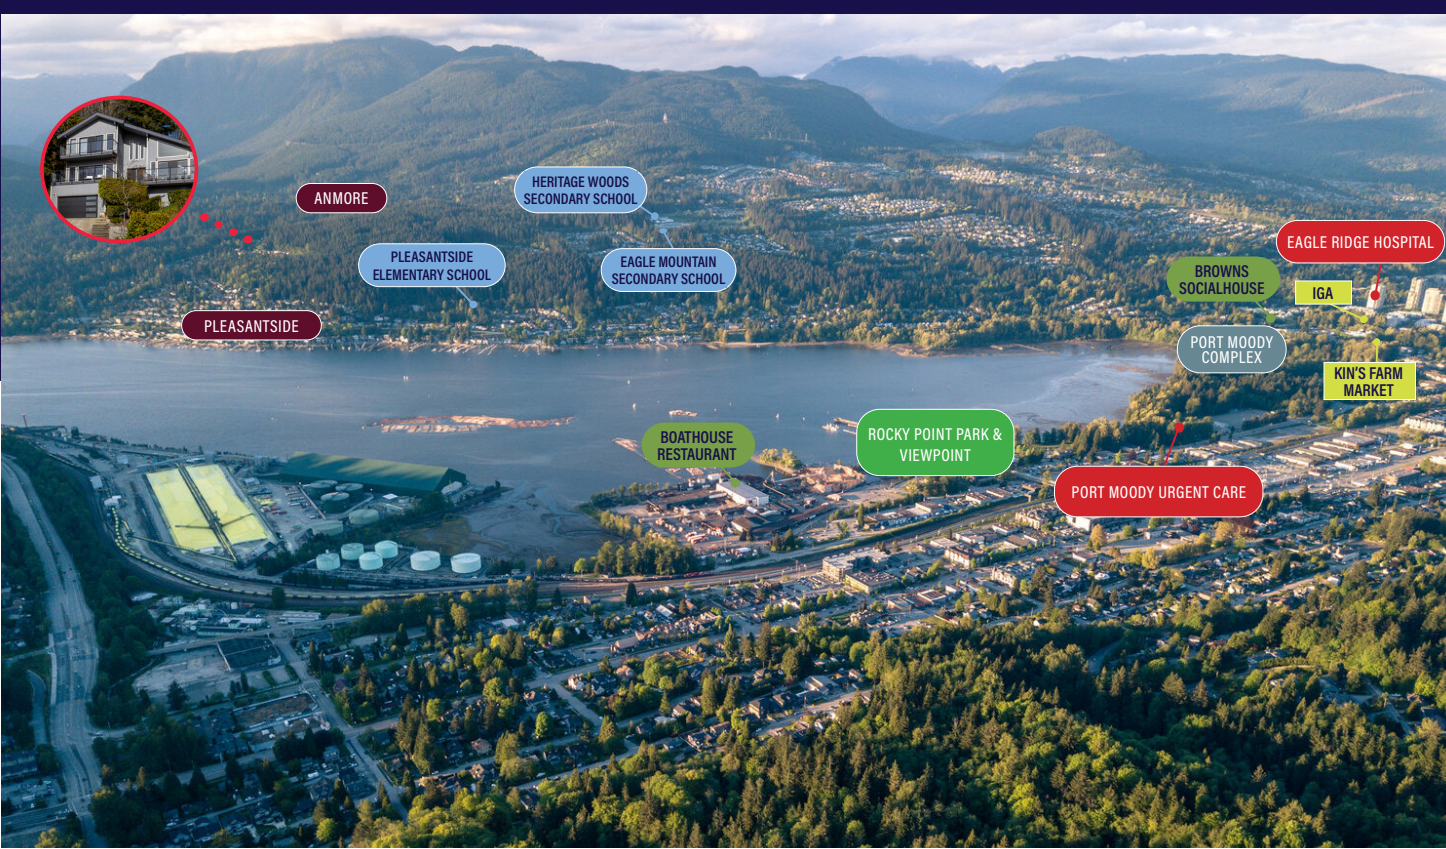 ANMORE
HERITAGE WOODS
SECONDARY SCHOOL
PLEASANTSIDE
ELEMENTARY SCHOOL
EAGLE MOUNTAIN
SECONDARY SCHOOL
EAGLE RIDGE HOSPITAL
BROWNS
SOCIALHOUSE
IGA
PLEASANTSIDE
PORT MOODY
COMPLEX
KIN'S FARM
MARKET
BOATHOUSE
RESTAURANT
ROCKY POINT PARK &
VIEWPOINT
PORT MOODY URGENT CARE